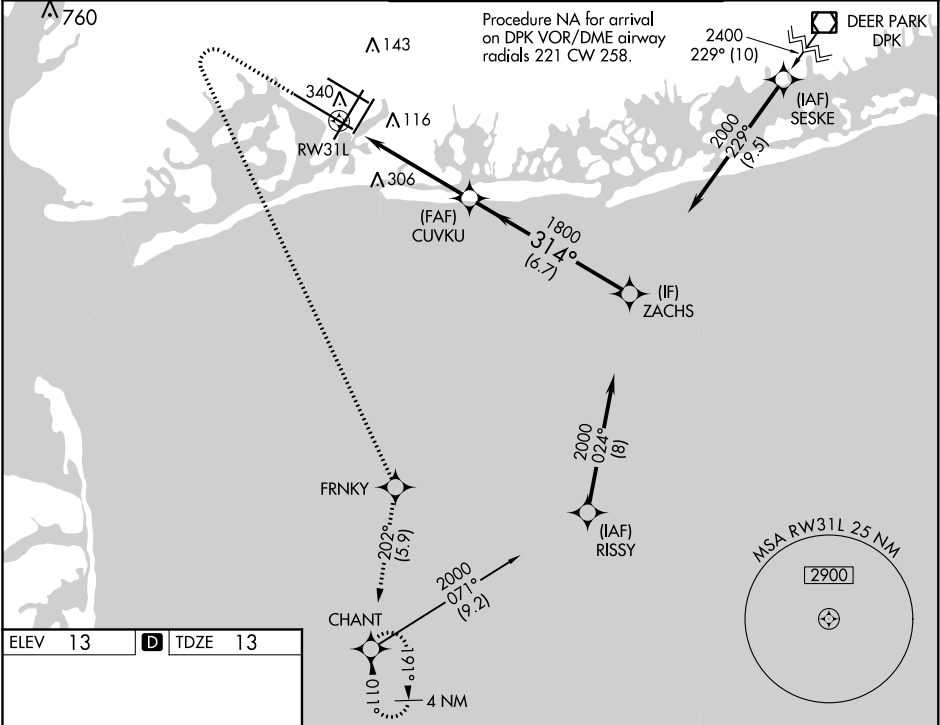 760
143
Procedure NA for arrival
on DPK VOR/DME airway
radials 221 CW 258.
2400
229° (10)
DEER PARK
DPK
340
116
RW31L
306
(IAF)
SESKE
2000
229°
(9.5)
(FAF)
CUVKU
1800
314°
(6.7)
(IF)
ZACHS
FRNKY
202°
(5.9)
2000
024°
(8)
(IAF)
RISSY
CHANT
2000
071°
(9.2)
191°
011°
4 NM
MSA RW31L 25 NM
2900
ELEV 13 D TDZE 13